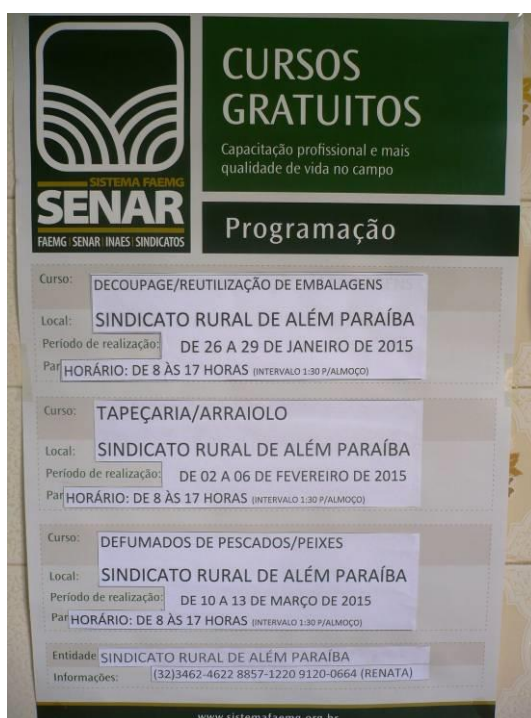 CURSOS
GRATUITOS
Capacitação profissional e mais
qualidade de vida no campo
SISTEMA FAEMG
SENAR
FAEMG SENAR INAES SINDICATOS
Programação
Curso: DECOUPAGE/REUTILIZAÇÃO DE EMBALAGENS
Local: SINDICATO RURAL DE ALÉM PARAÍBA
Período de realização: DE 26 A 29 DE JANEIRO DE 2015
Par HORÁRIO: DE 8 ÀS 17 HORAS (INTERVALO 1:30 P/ALMOÇO)
Curso: TAPEÇARIA/ARRAIOLO
Local: SINDICATO RURAL DE ALÉM PARAÍBA
Período de realização: DE 02 A 06 DE FEVEREIRO DE 2015
Par HORÁRIO: DE 8 ÀS 17 HORAS (INTERVALO 1:30 P/ALMOÇO)
Curso: DEFUMADOS DE PESCADOS/PEIXES
Local: SINDICATO RURAL DE ALÉM PARAÍBA
Período de realização: DE 10 A 13 DE MARÇO DE 2015
Par HORÁRIO: DE 8 ÀS 17 HORAS (INTERVALO 1:30 P/ALMOÇO)
Entidade SINDICATO RURAL DE ALÉM PARAÍBA
Informações: (32)3462-4622 8857-1220 9120-0664 (RENATA)
www.sistemafaemg.org.br